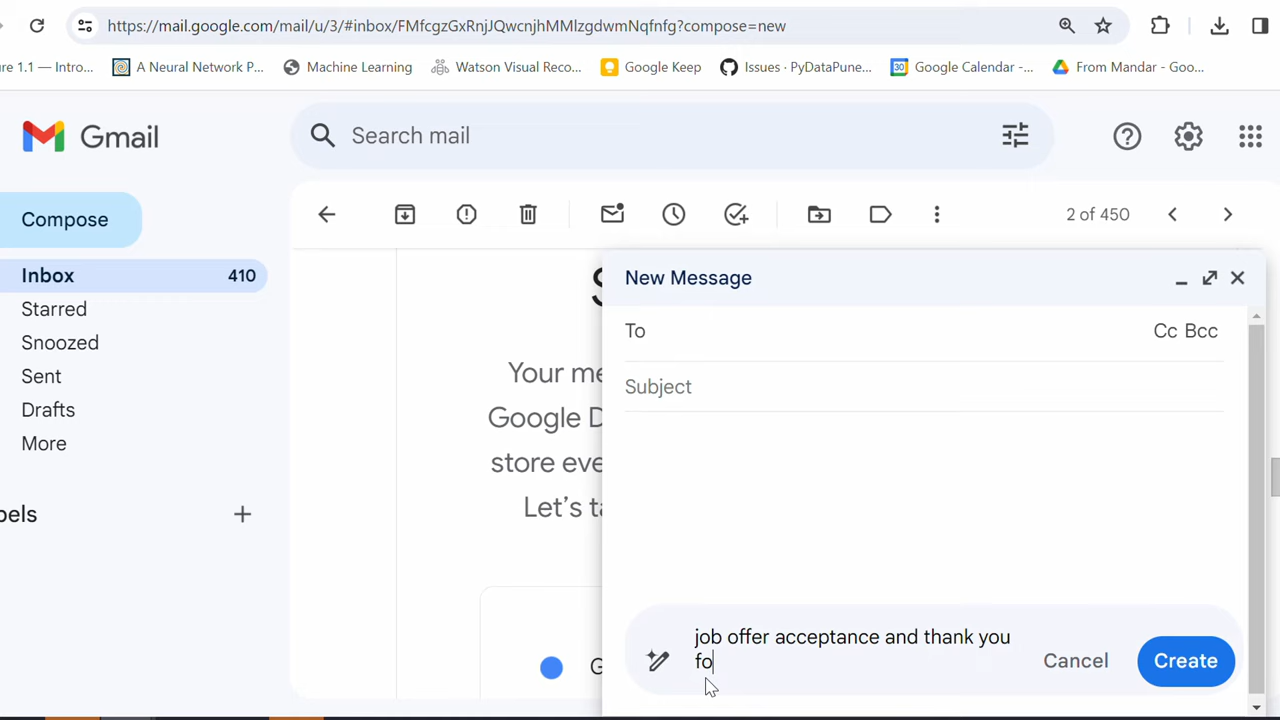 https://mail.google.com/mail/u/3/#inbox/FMfcgzGxRnjJQwcnjhMMlzgdwmNqfnfg?compose=new
re 1.1 — Intro... A Neural Network P... Machine Learning Watson Visual Reco... Google Keep Issues · PyDataPune... Google Calendar -... From Mandar - Goo...
Gmail
Search mail
Compose
2 of 450
Inbox 410
Starred
Snoozed
Sent
Drafts
More
bels
S
Your me
Google D
store eve
Let's ta
G
New Message
To Cc Bcc
Subject
job offer acceptance and thank you
fo
Cancel Create